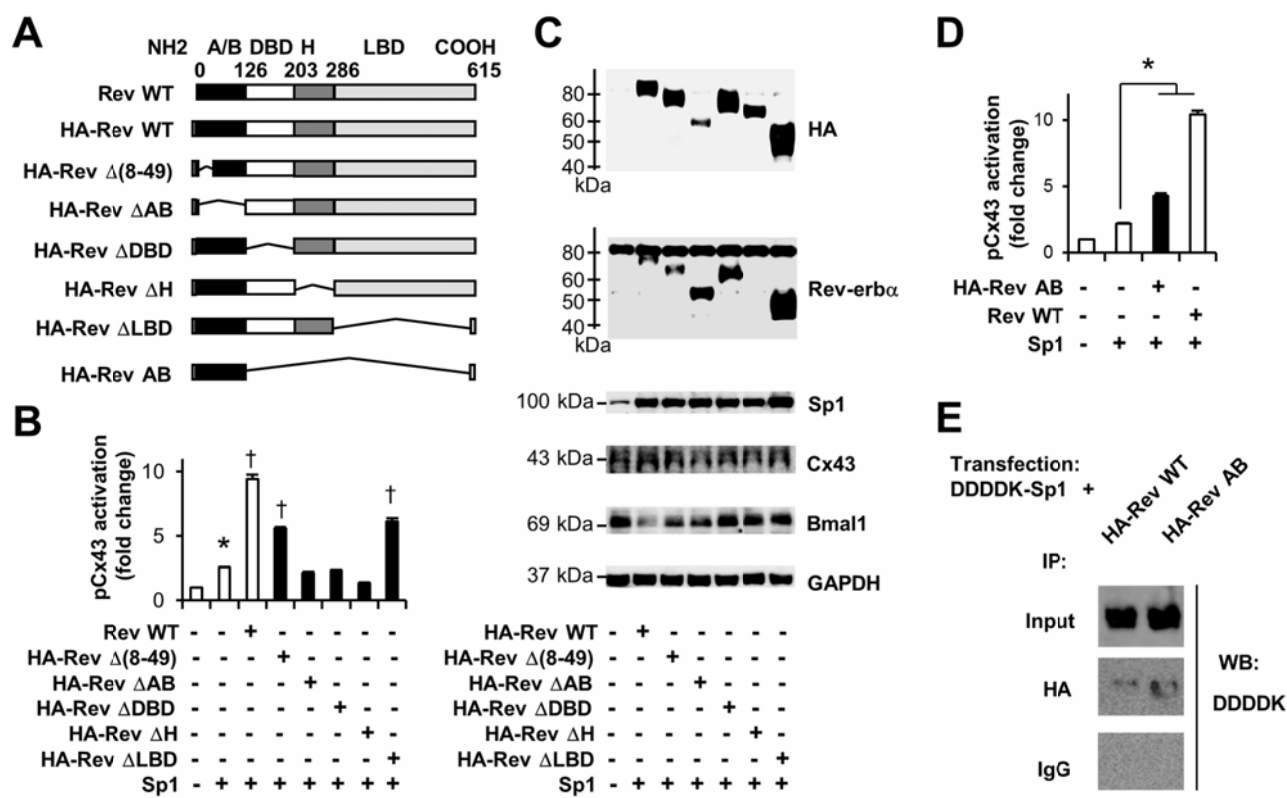 A
NH2 A/B DBD H LBD COOH
0 126 203 286 615
Rev WT
HA-Rev WT
HA-Rev Δ(8-49)
HA-Rev ΔAB
HA-Rev ΔDBD
HA-Rev ΔH
HA-Rev ΔLBD
HA-Rev AB
B
pCx43 activation
(fold change)
10
5
0
*
†
†
†
Rev WT - - + - - - - -
HA-Rev Δ(8-49) - - - + - - - -
HA-Rev ΔAB - - - - + - - -
HA-Rev ΔDBD - - - - - + - -
HA-Rev ΔH - - - - - - + -
HA-Rev ΔLBD - - - - - - - +
Sp1 - + + + + + + +
C
80
60
50
40
kDa
HA
80
60
50
40
kDa
Rev-erbα
100 kDa
Sp1
43 kDa
Cx43
69 kDa
Bmal1
37 kDa
GAPDH
HA-Rev WT - + - - - - -
HA-Rev Δ(8-49) - - + - - - -
HA-Rev ΔAB - - - + - - -
HA-Rev ΔDBD - - - - + - -
HA-Rev ΔH - - - - - + -
HA-Rev ΔLBD - - - - - - +
Sp1 - + + + + + +
D
*
pCx43 activation
(fold change)
10
5
0
HA-Rev AB +
Rev WT +
Sp1 - + + +
E
Transfection:
DDDDK-Sp1 +
HA-Rev WT
HA-Rev AB
IP:
Input
HA
IgG
WB:
DDDDK